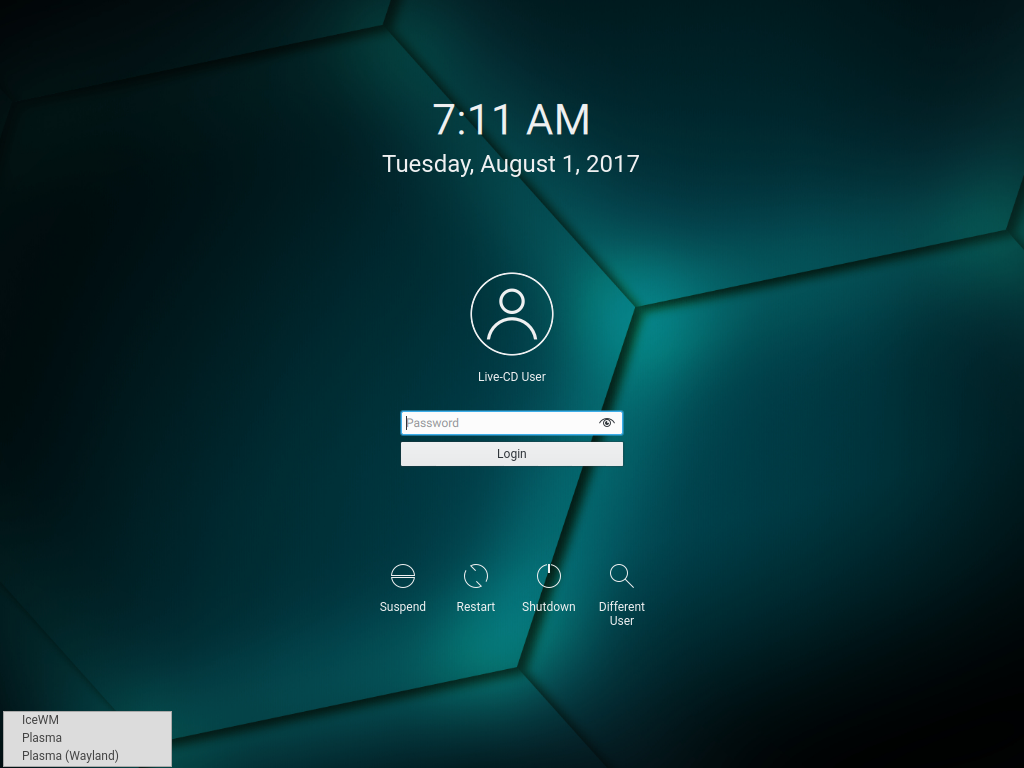 7:11 AM
Tuesday, August 1, 2017
Live-CD User
Password
Login
Suspend
Restart
Shutdown
Different
User
IceWM
Plasma
Plasma (Wayland)